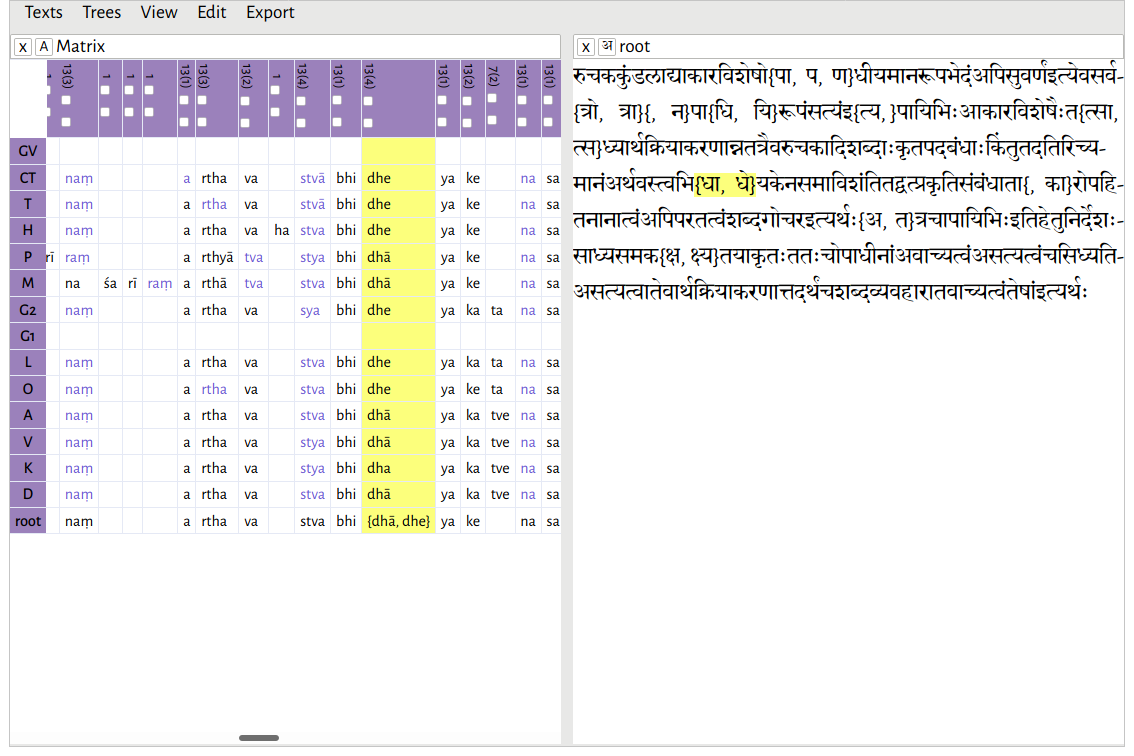 Texts Trees View Edit Export
x A Matrix
x अ root
1 13(3) 1 1 1 13(1) 13(3) 13(2) 1 13(4) 13(1) 13(4) 13(1) 13(2) 7(2) 13(1) 13(1)
GV
CT naṃ a rtha va stvā bhi dhe ya ke na sa
T naṃ a rtha va stvā bhi dhe ya ke na sa
H naṃ a rtha va ha stva bhi dhe ya ke na sa
P rī raṃ a rthyā tva stya bhi dhā ya ke na sa
M na śa rī raṃ a rthā tva stva bhi dhā ya ke na sa
G2 naṃ a rtha va sya bhi dhe ya ka ta na sa
G1
L naṃ a rtha va stva bhi dhe ya ka ta na sa
O naṃ a rtha va stva bhi dhe ya ke ta na sa
A naṃ a rtha va stva bhi dhā ya ka tve na sa
V naṃ a rtha va stya bhi dhā ya ka tve na sa
K naṃ a rtha va stya bhi dha ya ka tve na sa
D naṃ a rtha va stva bhi dhā ya ka tve na sa
root naṃ a rtha va stva bhi {dhā, dhe} ya ke na sa
रुचककुंडलाद्याकारविशेषो{पा, प, ण}धीयमानरूपभेदंअपिसुवर्णंइत्येवसर्व-
{त्रो, त्रा}{, न}पा{धि, यि}रूपंसत्यंइ{त्य, }पायिभिःआकारविशेषैःत{त्सा,
त्स}ध्यार्थक्रियाकरणान्नतत्रैवरुचकादिशब्दाःकृतपदबंधाःकिंतुतदतिरिच्य-
मानंअर्थवस्त्वभि{धा, धे}यकेनसमाविशंतितद्वत्प्रकृतिसंबंधाता{, का}रोपहि-
तनानात्वंअपिपरतत्वंशब्दगोचरइत्यर्थः{अ, त}त्रचापायिभिःइतिहेतुनिर्देशः-
साध्यसमक{क्ष, क्ष्य}तयाकृतःततःचोपाधीनांअवाच्यत्वंअसत्यत्वंचसिध्यति-
असत्यत्वातेवार्थक्रियाकरणात्तदर्थंचशब्दव्यवहारातवाच्यत्वंतेषांइत्यर्थः